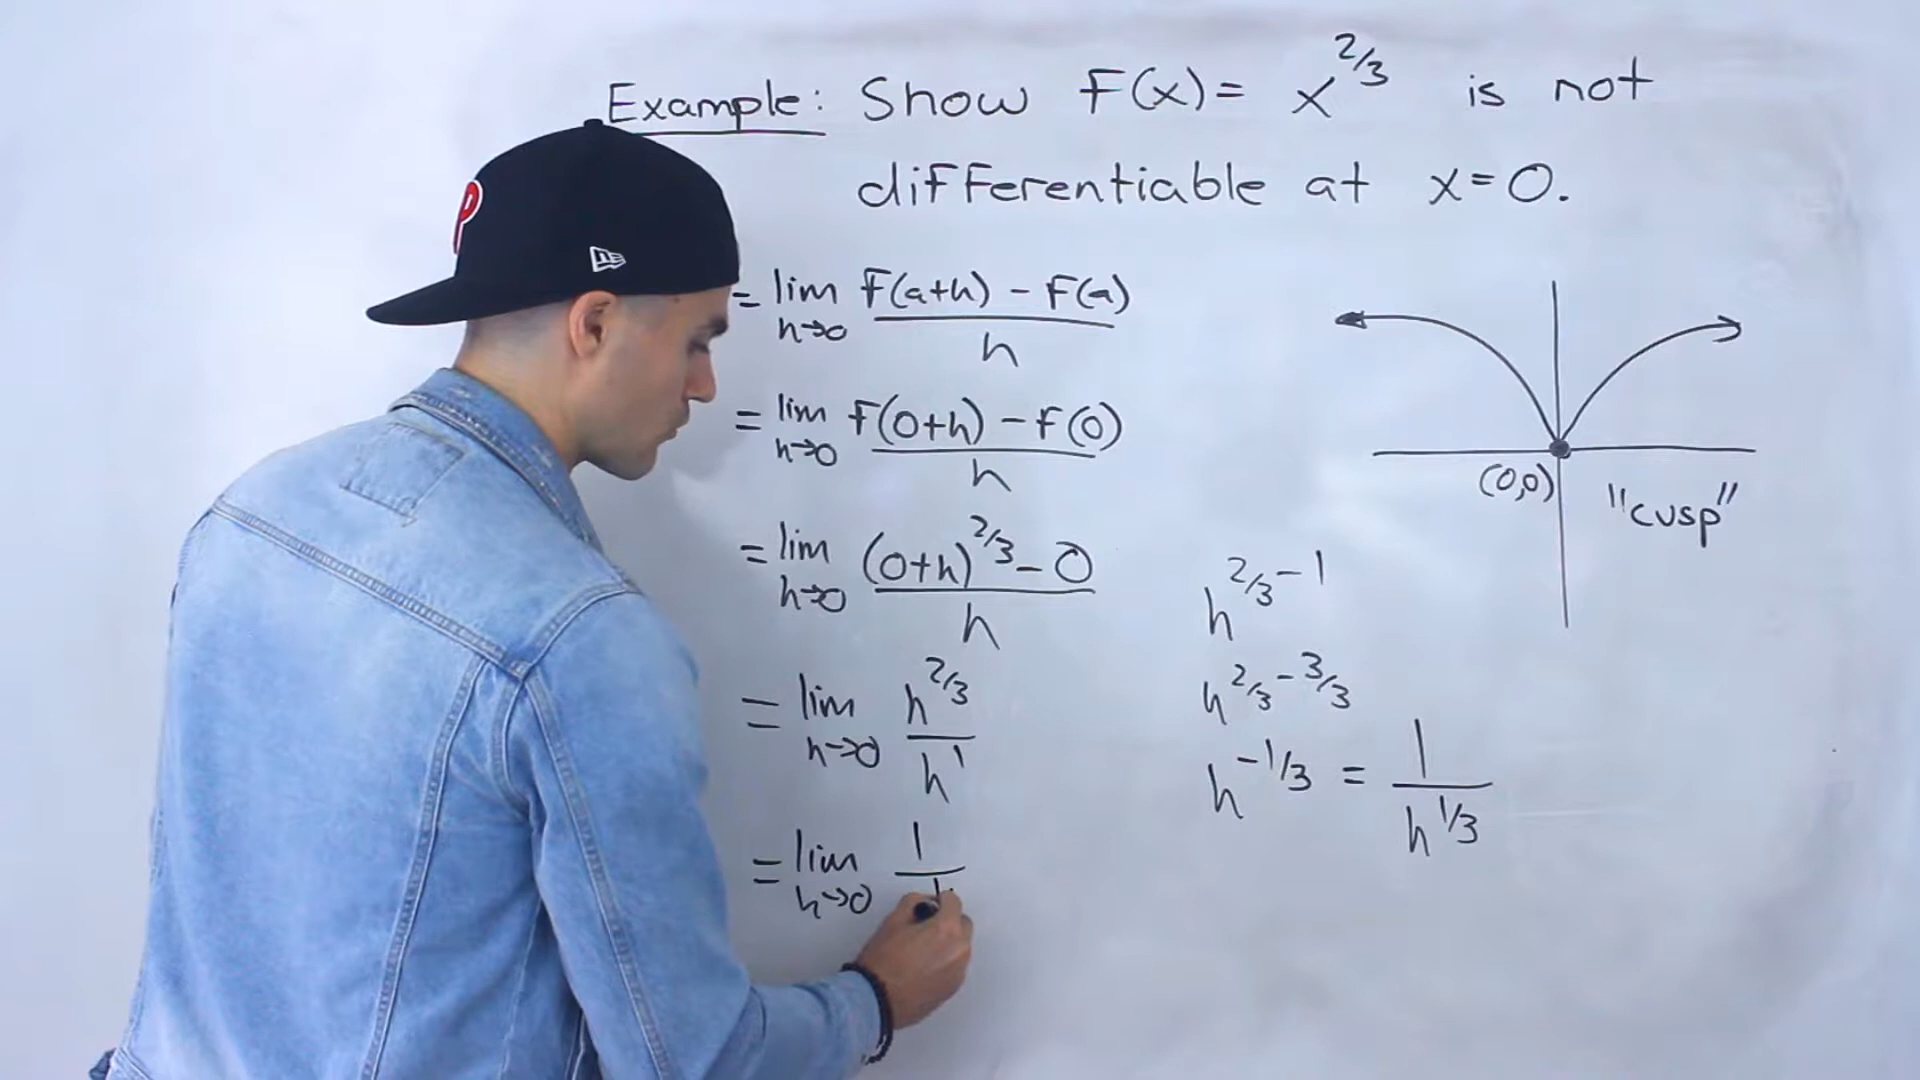 Example: Show F(x)= x^2/3 is not
differentiable at x=0.
= lim h→0 F(a+h) - F(a) / h
= lim h→0 F(0+h) - F(0) / h
(0,0)
"cusp"
= lim h→0 (0+h)^2/3 - 0 / h
h^2/3 - 1
= lim h→0 h^2/3 / h^1
h^2/3 - 3/3
h^-1/3 = 1 / h^1/3
= lim h→0 1 /
P